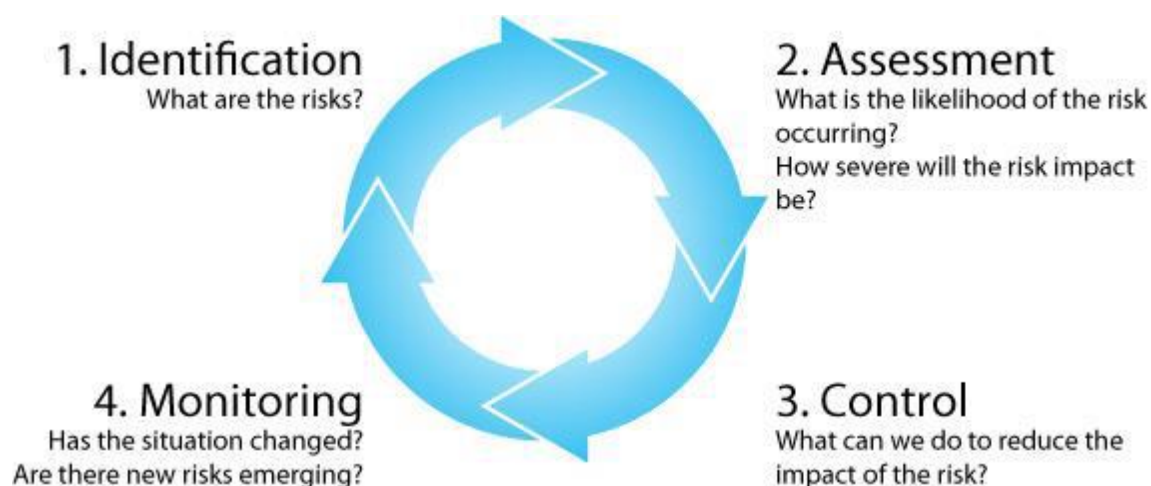 1. Identification
What are the risks?
2. Assessment
What is the likelihood of the risk
occurring?
How severe will the risk impact
be?
3. Control
What can we do to reduce the
impact of the risk?
4. Monitoring
Has the situation changed?
Are there new risks emerging?